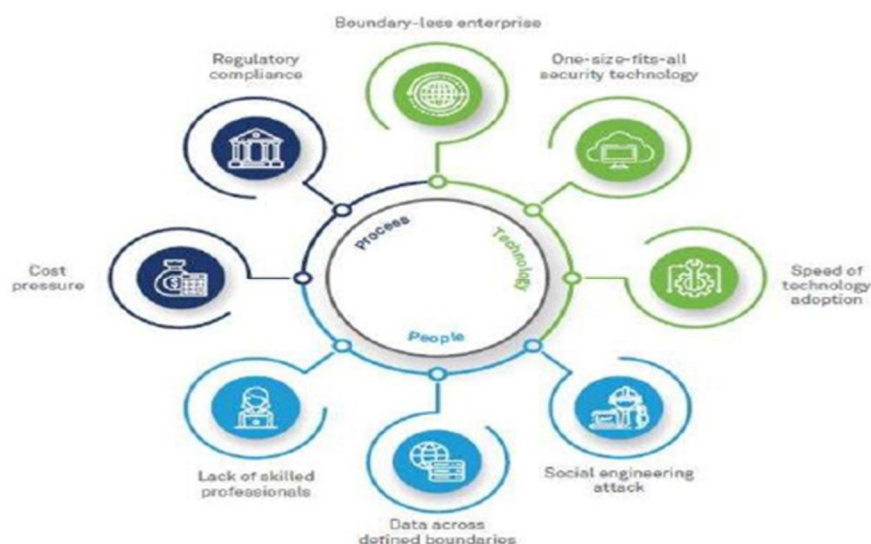 Boundary-less enterprise
Regulatory
compliance
One-size-fits-all
security technology
Process
Technology
Cost
pressure
Speed of
technology
adoption
People
Lack of skilled
professionals
Social engineering
attack
Data across
defined boundaries